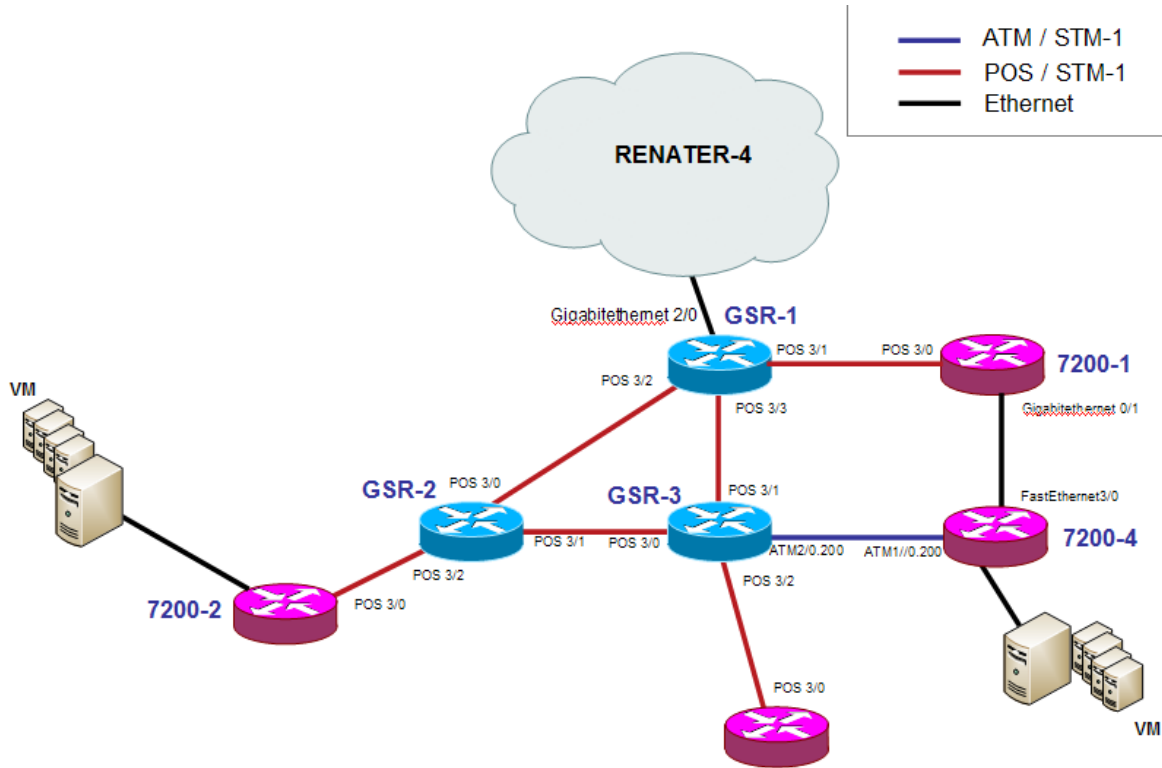 ATM / STM-1
POS / STM-1
Ethernet
RENATER-4
Gigabitethernet 2/0
GSR-1
POS 3/1
POS 3/0
7200-1
POS 3/2
POS 3/3
Gigabitethernet 0/1
VM
POS 3/0
GSR-2
GSR-3
POS 3/1
FastEthernet3/0
7200-4
POS 3/1
POS 3/0
ATM2/0.200
ATM1//0.200
POS 3/2
POS 3/2
POS 3/0
7200-2
POS 3/0
VM